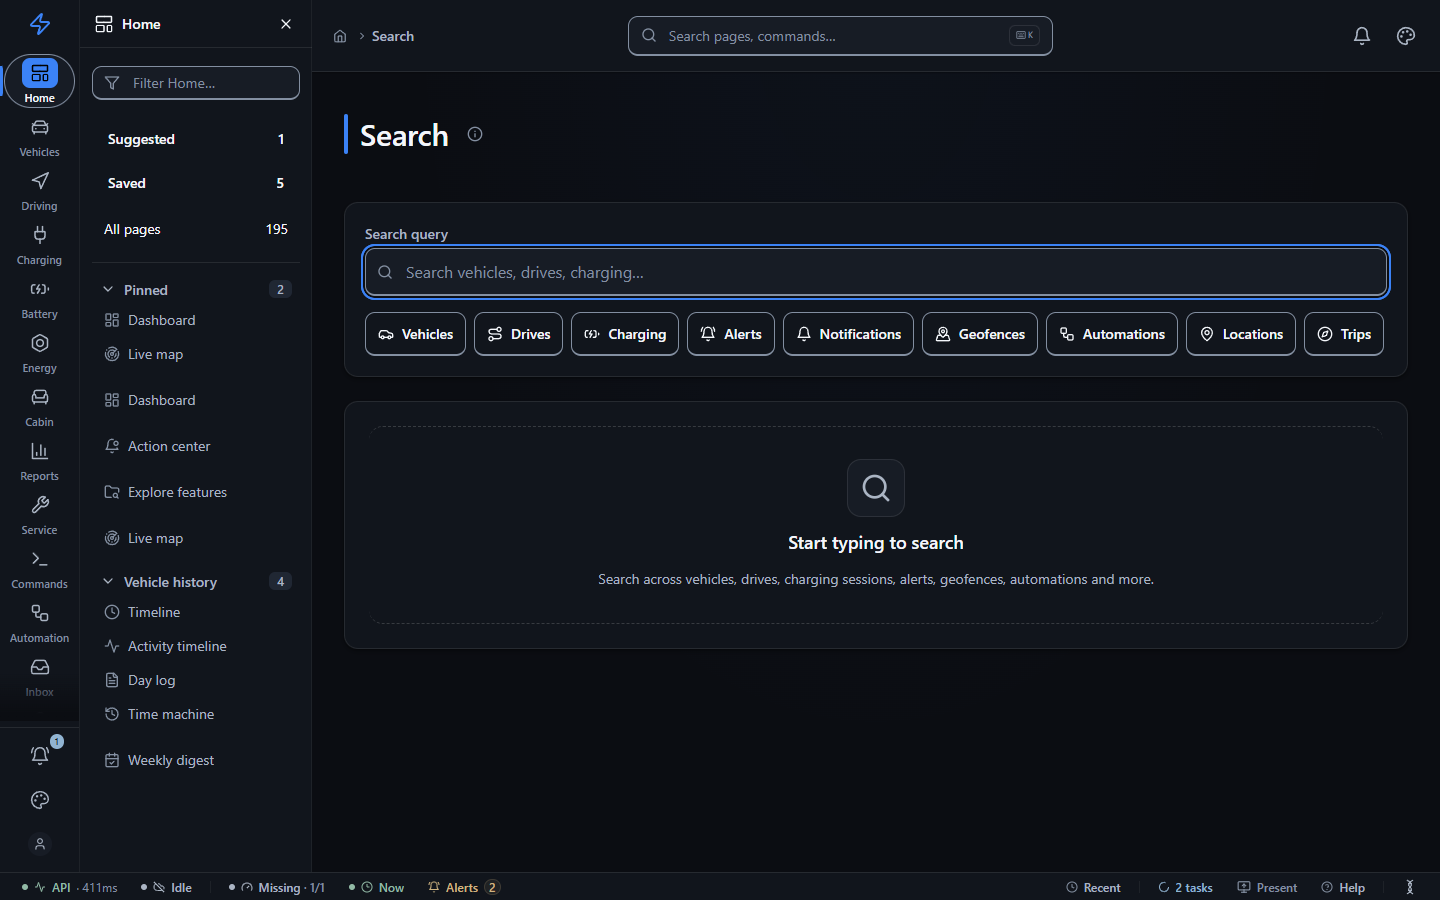 Home
Search
Search pages, commands...
K
Home
Vehicles
Driving
Charging
Battery
Energy
Cabin
Reports
Service
Commands
Automation
Inbox
1
Filter Home...
Suggested 1
Saved 5
All pages 195
Pinned 2
Dashboard
Live map
Dashboard
Action center
Explore features
Live map
Vehicle history 4
Timeline
Activity timeline
Day log
Time machine
Weekly digest
Search
Search query
Search vehicles, drives, charging...
Vehicles Drives Charging Alerts Notifications Geofences Automations Locations Trips
Start typing to search
Search across vehicles, drives, charging sessions, alerts, geofences, automations and more.
API · 411ms Idle Missing · 1/1 Now Alerts 2 Recent 2 tasks Present Help